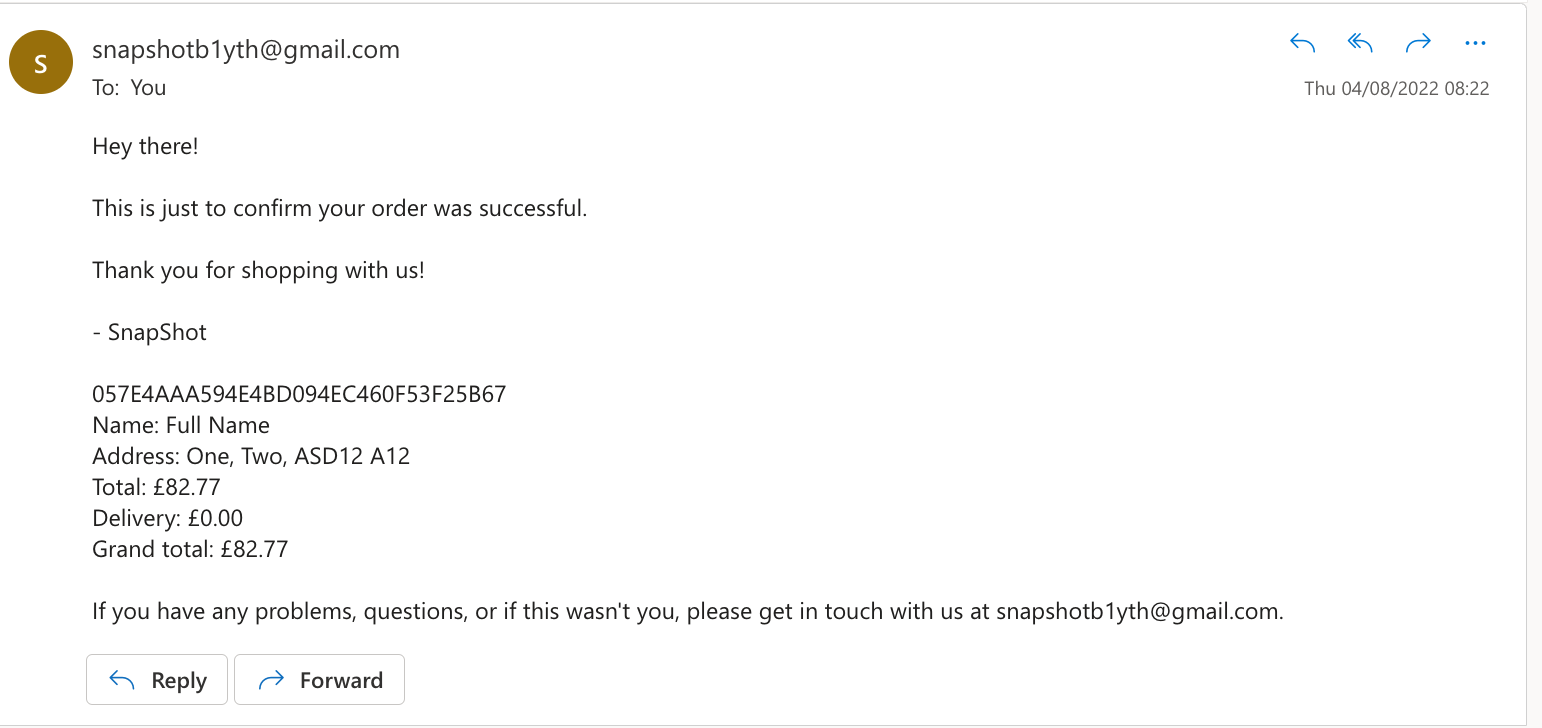 S
snapshotb1yth@gmail.com
To: You
Thu 04/08/2022 08:22
Hey there!
This is just to confirm your order was successful.
Thank you for shopping with us!
- SnapShot
057E4AAA594E4BD094EC460F53F25B67
Name: Full Name
Address: One, Two, ASD12 A12
Total: £82.77
Delivery: £0.00
Grand total: £82.77
If you have any problems, questions, or if this wasn't you, please get in touch with us at snapshotb1yth@gmail.com.
Reply
Forward